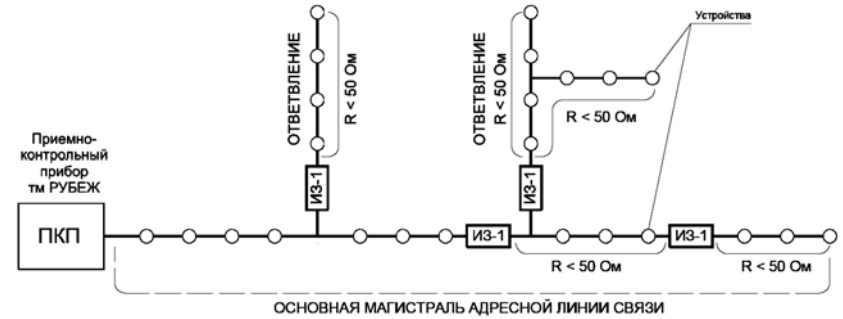 Устройства
ОТВЕТВЛЕНИЕ
R < 50 Ом
ОТВЕТВЛЕНИЕ
R < 50 Ом
R < 50 Ом
Приемно-
контрольный
прибор
тм РУБЕЖ
ИЗ-1
ИЗ-1
ПКП
ИЗ-1
ИЗ-1
R < 50 Ом
R < 50 Ом
ОСНОВНАЯ МАГИСТРАЛЬ АДРЕСНОЙ ЛИНИИ СВЯЗИ